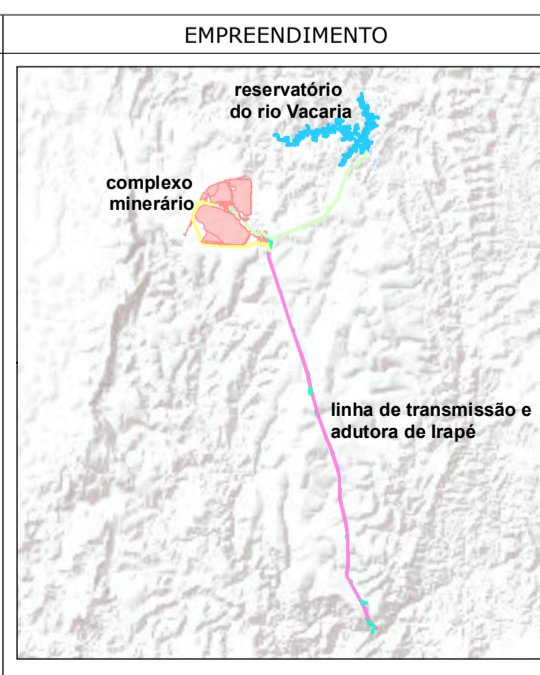 EMPREENDIMENTO
reservatório
do rio Vacaria
complexo
minerário
linha de transmissão e
adutora de Irapé